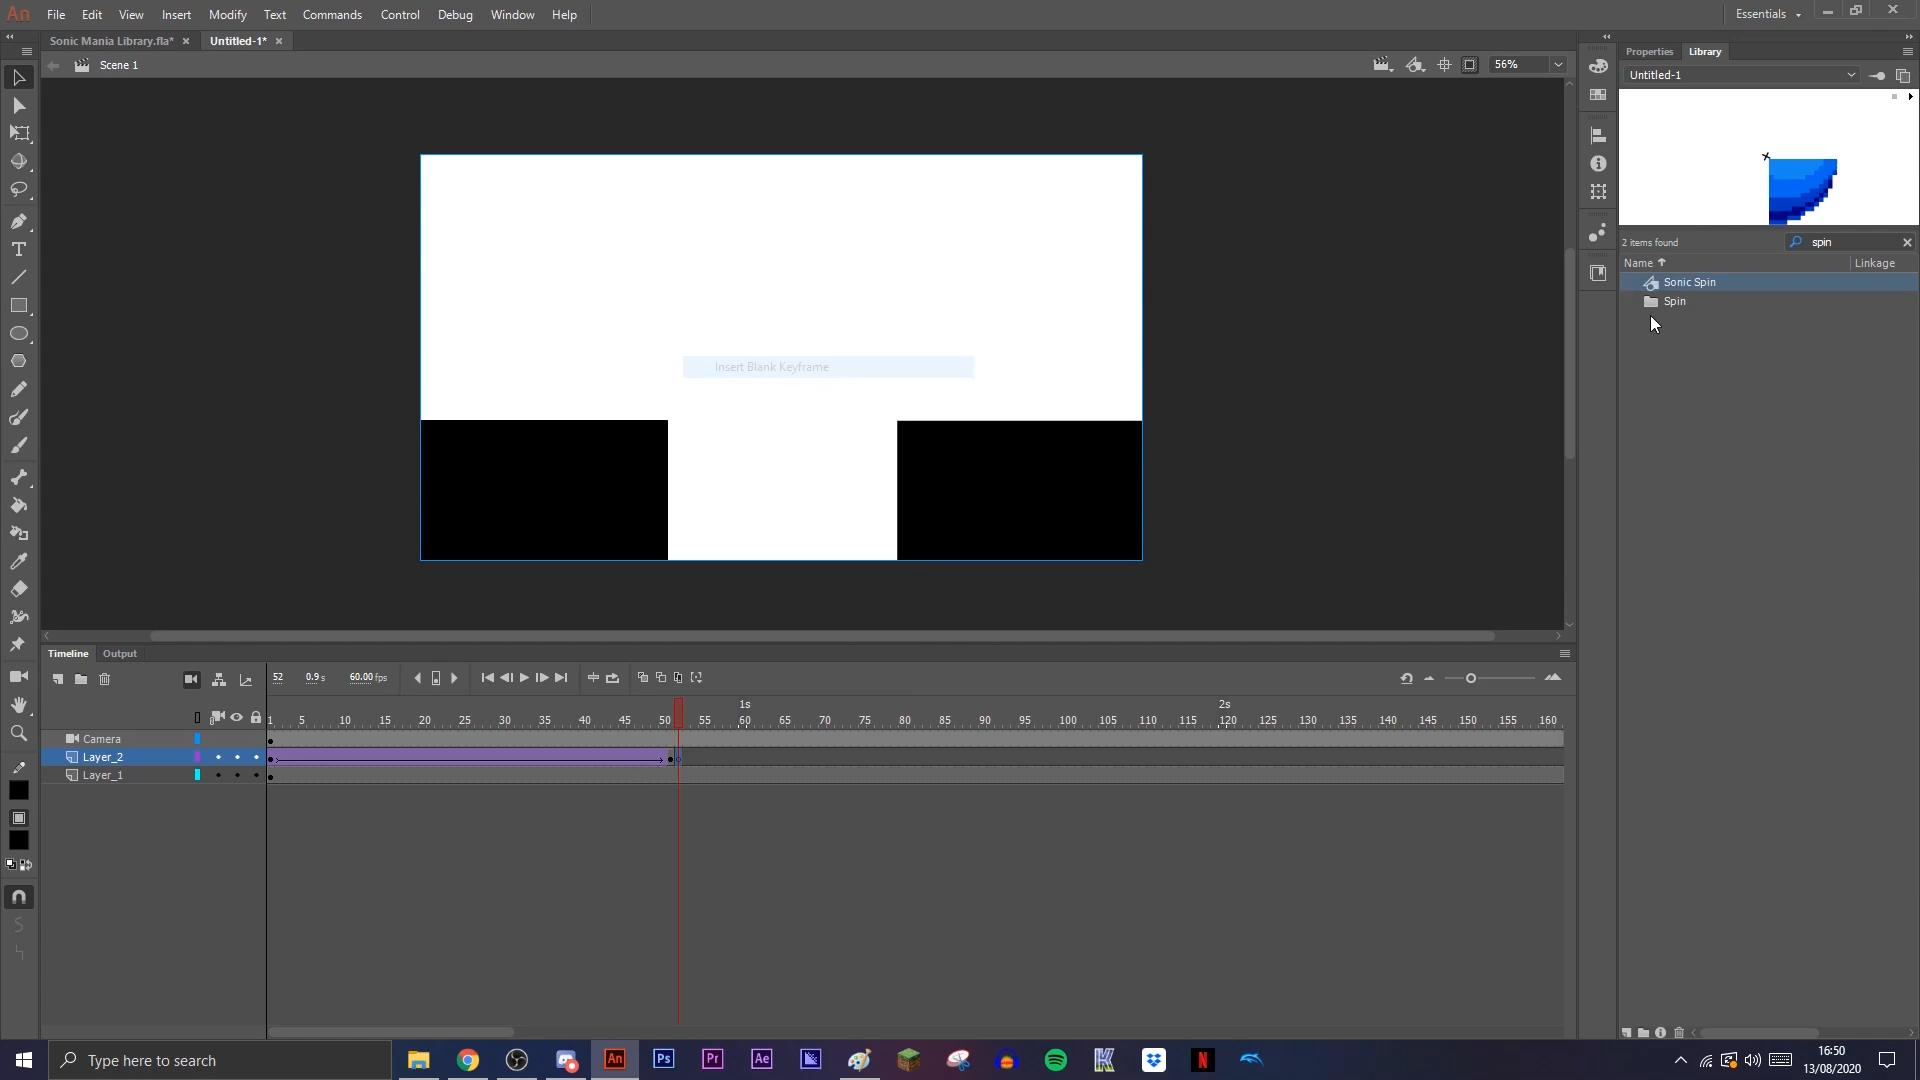 An File Edit View Insert Modify Text Commands Control Debug Window Help Essentials
Sonic Mania Library.fla* × Untitled-1* ×
Scene 1 56%
Properties Library
Untitled-1
2 items found spin
Name Linkage
Sonic Spin
Spin
Insert Blank Keyframe
Timeline Output
52 0.9 s 60.00 fps
1s 2s
1 5 10 15 20 25 30 35 40 45 50 55 60 65 70 75 80 85 90 95 100 105 110 115 120 125 130 135 140 145 150 155 160
Camera
Layer_2
Layer_1
Type here to search
An Ps Pr Ae
16:50
13/08/2020